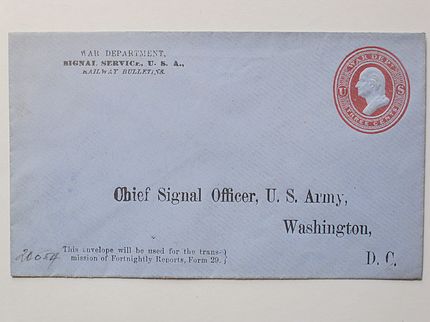 WAR DEPARTMENT,
SIGNAL SERVICE, U. S. A.,
RAILWAY BULLETINS.
U.S. WAR DEPT.
U S
THREE CENTS
Chief Signal Officer, U. S. Army,
Washington,
D. C.
This envelope will be used for the trans-}
mission of Fortnightly Reports, Form 29.}